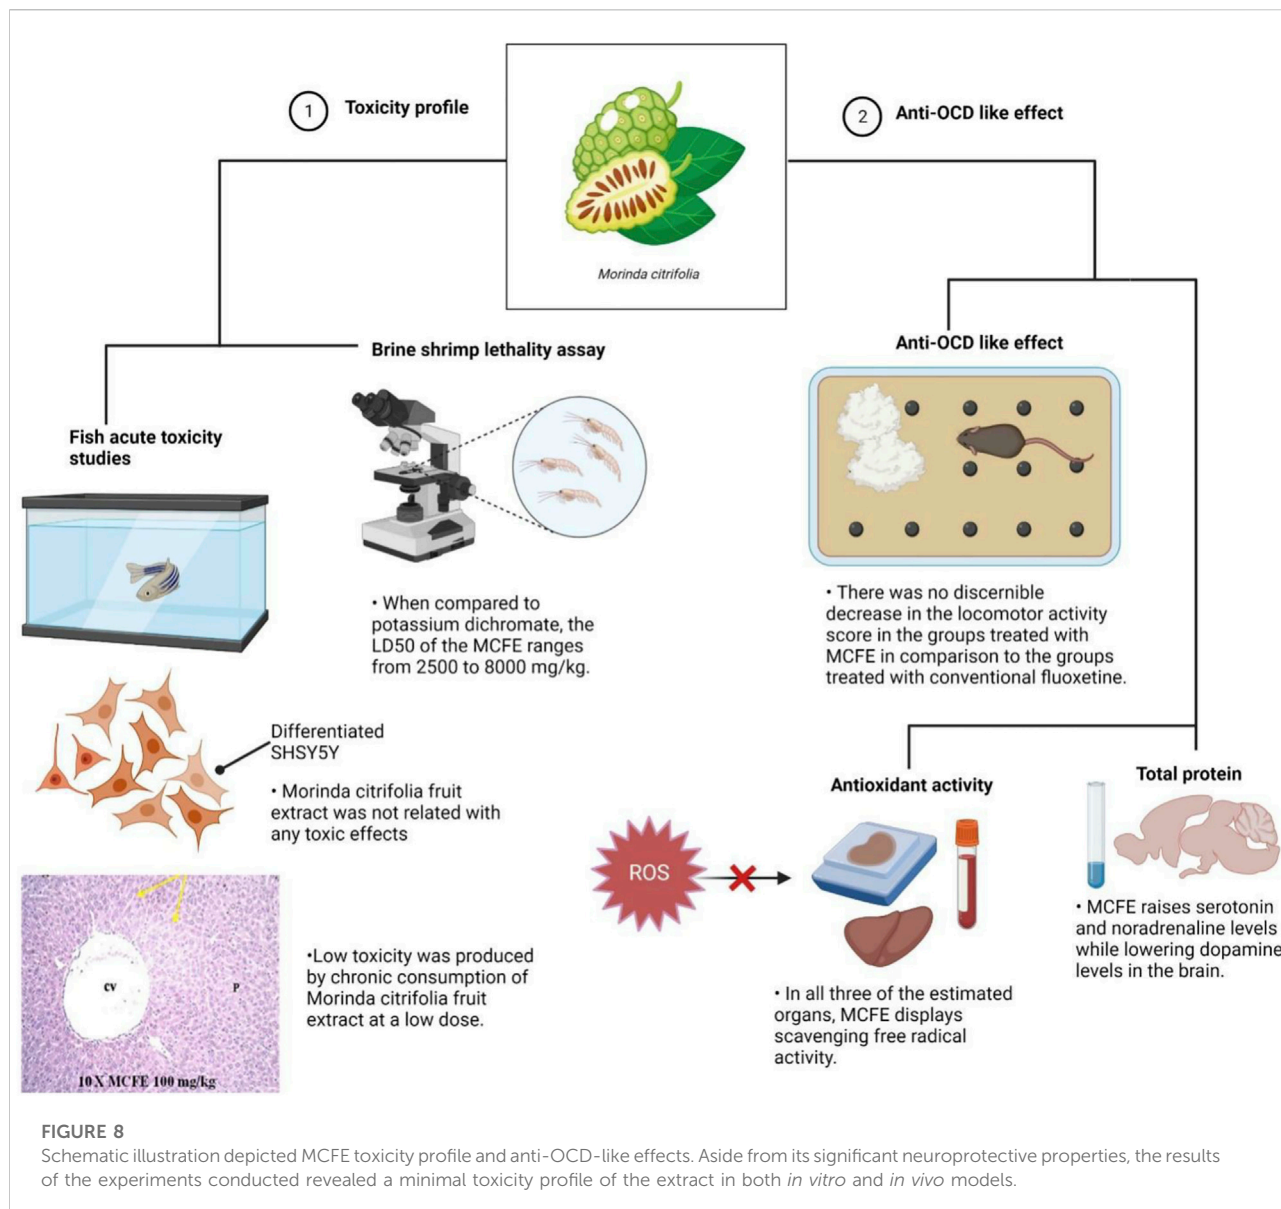 1
Toxicity profile
2
Anti-OCD like effect
Morinda citrifolia
Brine shrimp lethality assay
Fish acute toxicity
studies
• When compared to
potassium dichromate, the
LD50 of the MCFE ranges
from 2500 to 8000 mg/kg.
Differentiated
SHSY5Y
• Morinda citrifolia fruit
extract was not related with
any toxic effects
cv
P
10X MCFE 100 mg/kg
•Low toxicity was produced
by chronic consumption of
Morinda citrifolia fruit
extract at a low dose.
Anti-OCD like effect
• There was no discernible
decrease in the locomotor activity
score in the groups treated with
MCFE in comparison to the groups
treated with conventional fluoxetine.
Antioxidant activity
ROS
• In all three of the estimated
organs, MCFE displays
scavenging free radical
activity.
Total protein
• MCFE raises serotonin
and noradrenaline levels
while lowering dopamine
levels in the brain.
FIGURE 8
Schematic illustration depicted MCFE toxicity profile and anti-OCD-like effects. Aside from its significant neuroprotective properties, the results
of the experiments conducted revealed a minimal toxicity profile of the extract in both in vitro and in vivo models.